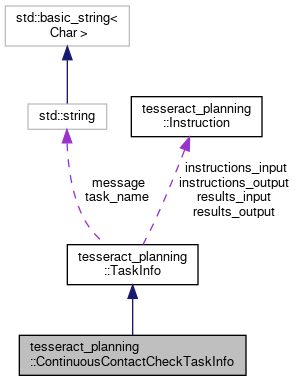 std::basic_string<
Char >
std::string
tesseract_planning
::Instruction
message
task_name
instructions_input
instructions_output
results_input
results_output
tesseract_planning
::TaskInfo
tesseract_planning
::ContinuousContactCheckTaskInfo